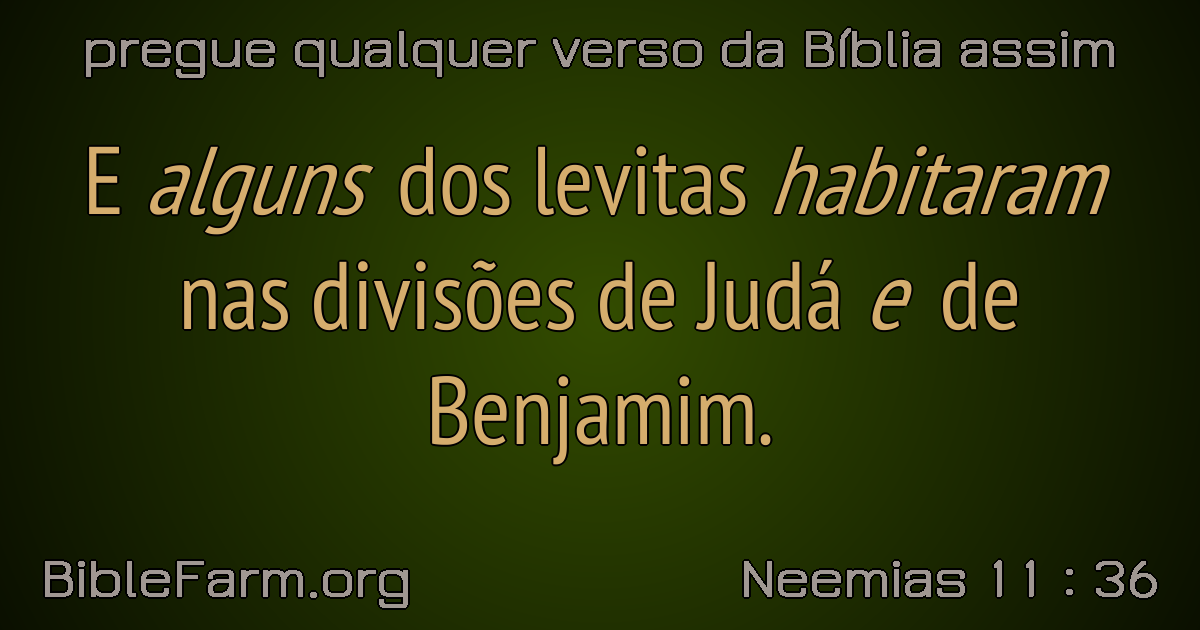 pregue qualquer verso da Bíblia assim
E alguns dos levitas habitaram
nas divisões de Judá e de
Benjamim.
BibleFarm.org
Neemias 11 : 36